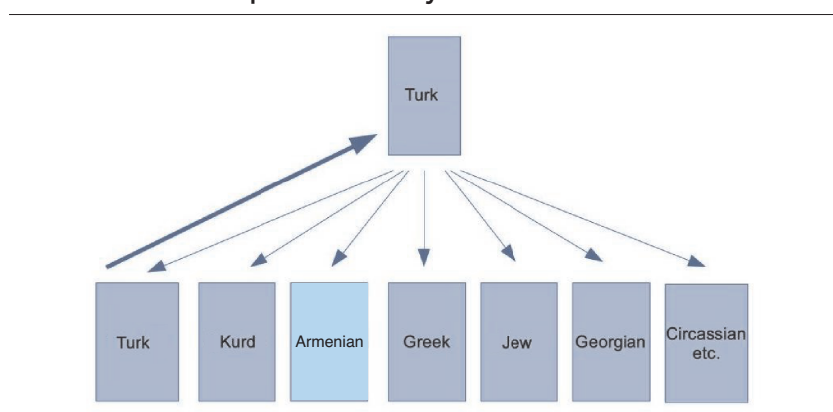 Turk
Turk
Kurd
Armenian
Greek
Jew
Georgian
Circassian
etc.